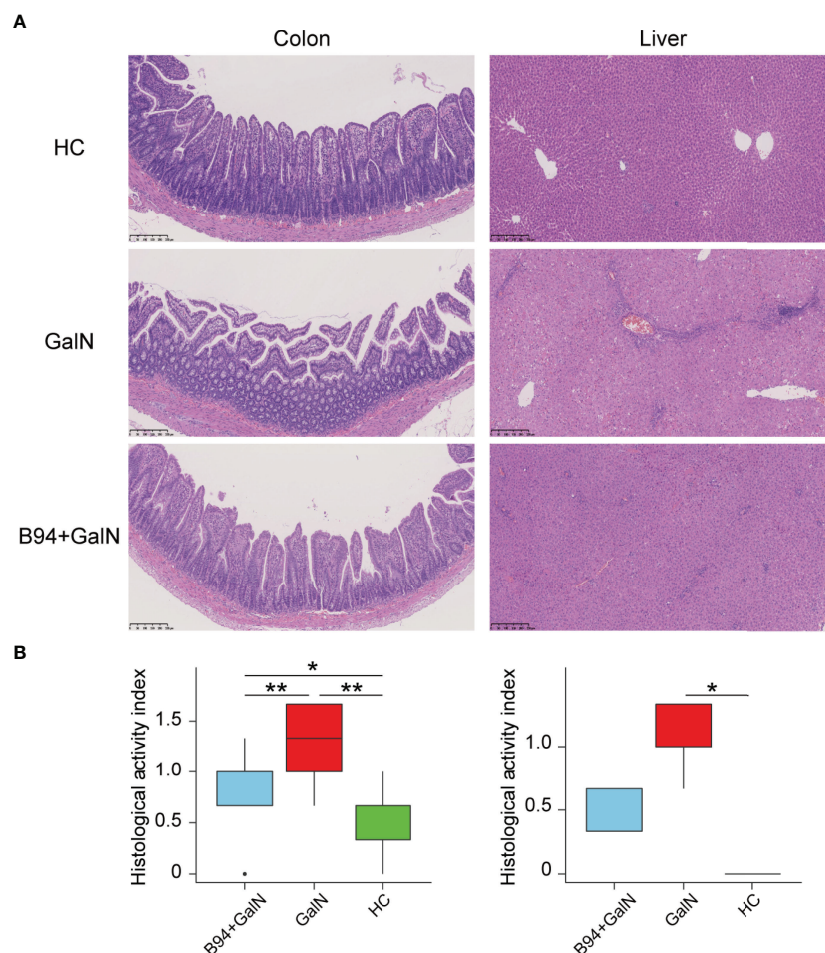 A
Colon Liver
HC
GalN
B94+GalN
B
Histological activity index
1.5
1.0
0.5
0
* 
** **
B94+GalN GalN HC
Histological activity index
1.0
0.5
0
*
B94+GalN GalN HC